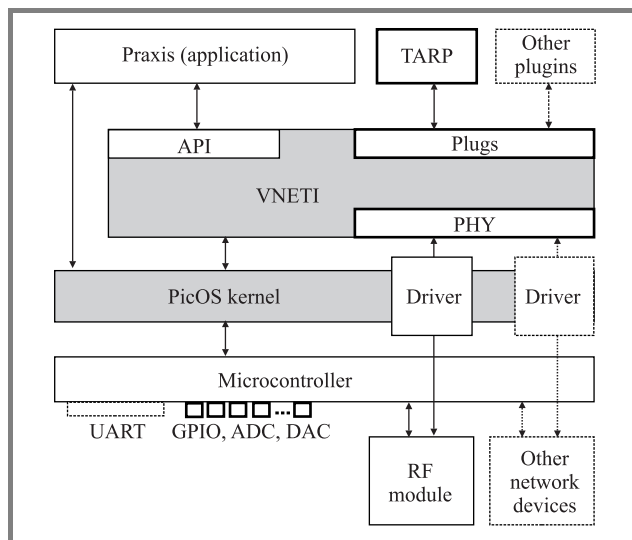 Praxis (application)
TARP
Other
plugins
API
Plugs
VNETI
PHY
PicOS kernel
Driver
Driver
Microcontroller
UART
GPIO, ADC, DAC
RF
module
Other
network
devices